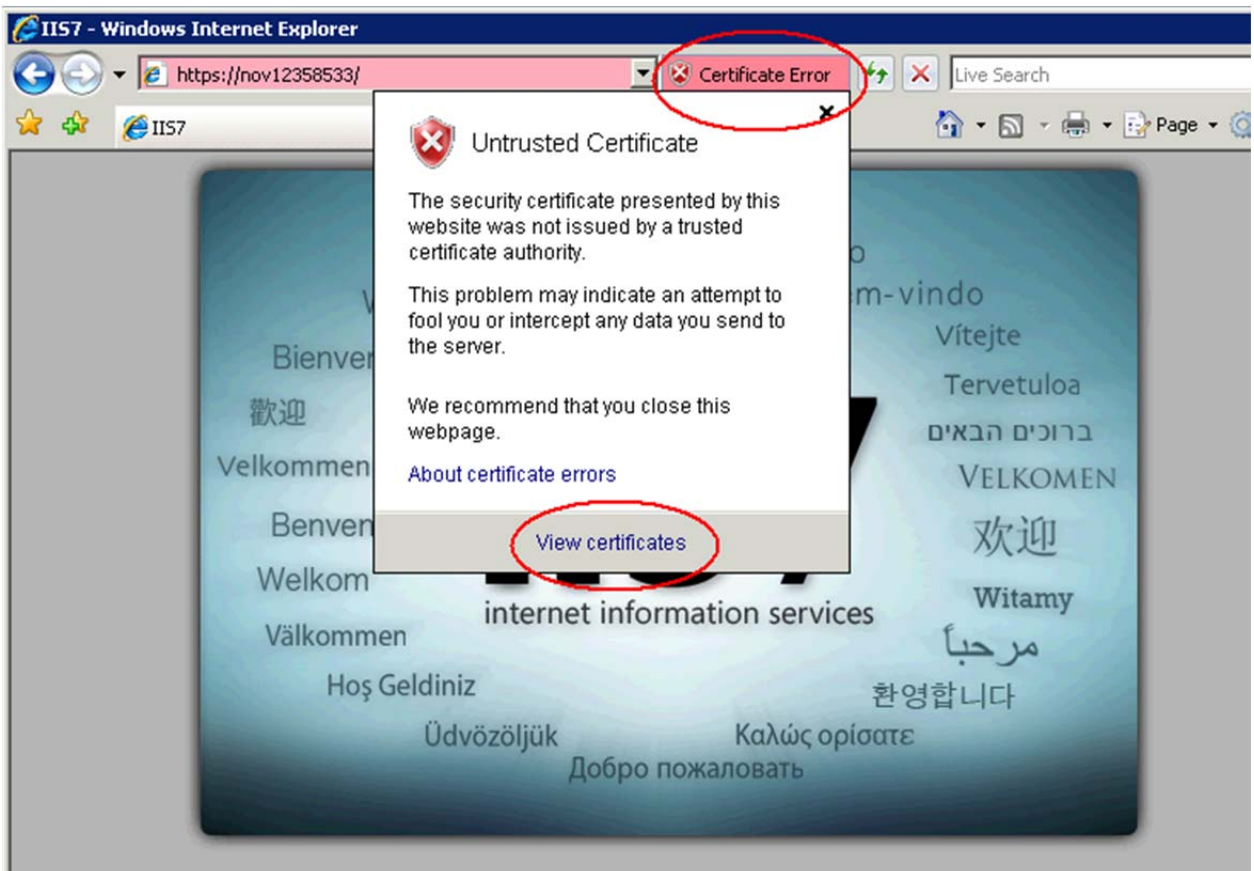 IIS7 - Windows Internet Explorer
https://nov12358533/
Certificate Error
Live Search
IIS7
Page
Untrusted Certificate
The security certificate presented by this
website was not issued by a trusted
certificate authority.
This problem may indicate an attempt to
fool you or intercept any data you send to
the server.
We recommend that you close this
webpage.
About certificate errors
View certificates
Vítejte
Tervetuloa
歡迎
ברוכים הבאים
Velkommen
VELKOMEN
欢迎
Welkom
Witamy
internet information services
Välkommen
مرحباً
Hoş Geldiniz
환영합니다
Üdvözöljük
Καλώς ορίσατε
Добро пожаловать